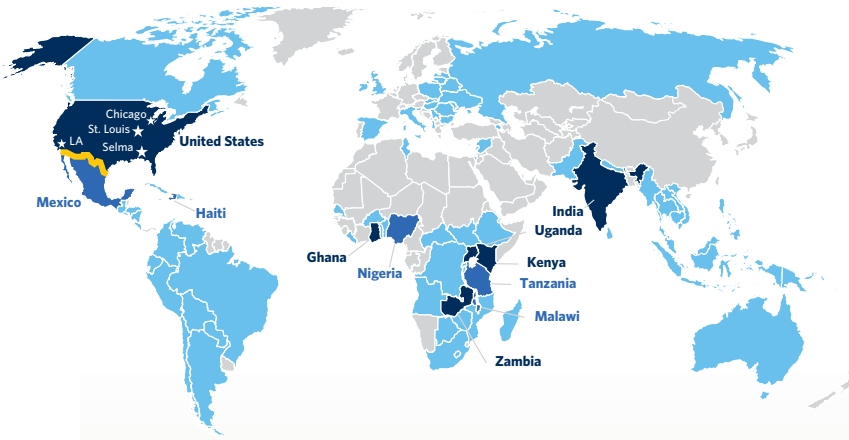 Chicago
St. Louis
LA
Selma
United States
Mexico
Haiti
Ghana
Nigeria
India
Uganda
Kenya
Tanzania
Malawi
Zambia